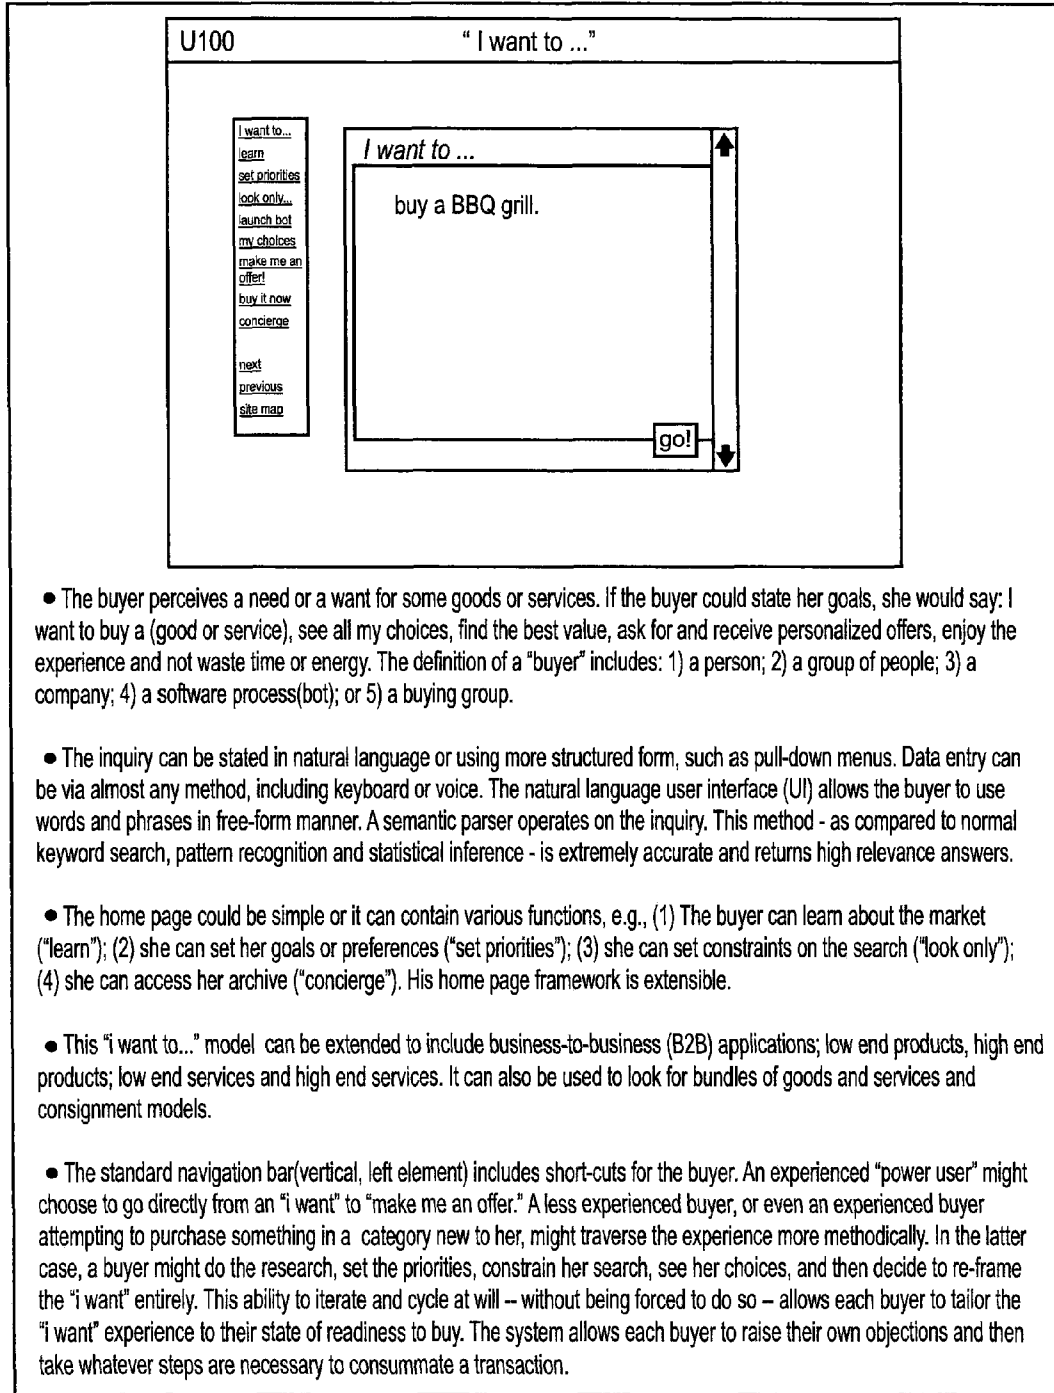 U100
“ I want to ...”
I want to...
learn
set priorities
look only...
launch bot
my choices
make me an
offer!
buy it now
concierge
next
previous
site map
I want to ...
buy a BBQ grill.
go!
• The buyer perceives a need or a want for some goods or services. If the buyer could state her goals, she would say: I
want to buy a (good or service), see all my choices, find the best value, ask for and receive personalized offers, enjoy the
experience and not waste time or energy. The definition of a “buyer” includes: 1) a person; 2) a group of people; 3) a
company; 4) a software process(bot); or 5) a buying group.
• The inquiry can be stated in natural language or using more structured form, such as pull-down menus. Data entry can
be via almost any method, including keyboard or voice. The natural language user interface (UI) allows the buyer to use
words and phrases in free-form manner. A semantic parser operates on the inquiry. This method - as compared to normal
keyword search, pattern recognition and statistical inference - is extremely accurate and returns high relevance answers.
• The home page could be simple or it can contain various functions, e.g., (1) The buyer can learn about the market
(“learn”); (2) she can set her goals or preferences (“set priorities”); (3) she can set constraints on the search (“look only”);
(4) she can access her archive (“concierge”). His home page framework is extensible.
• This “i want to...” model can be extended to include business-to-business (B2B) applications; low end products, high end
products; low end services and high end services. It can also be used to look for bundles of goods and services and
consignment models.
• The standard navigation bar(vertical, left element) includes short-cuts for the buyer. An experienced “power user” might
choose to go directly from an “i want” to “make me an offer.” A less experienced buyer, or even an experienced buyer
attempting to purchase something in a category new to her, might traverse the experience more methodically. In the latter
case, a buyer might do the research, set the priorities, constrain her search, see her choices, and then decide to re-frame
the “i want” entirely. This ability to iterate and cycle at will – without being forced to do so – allows each buyer to tailor the
“i want” experience to their state of readiness to buy. The system allows each buyer to raise their own objections and then
take whatever steps are necessary to consummate a transaction.